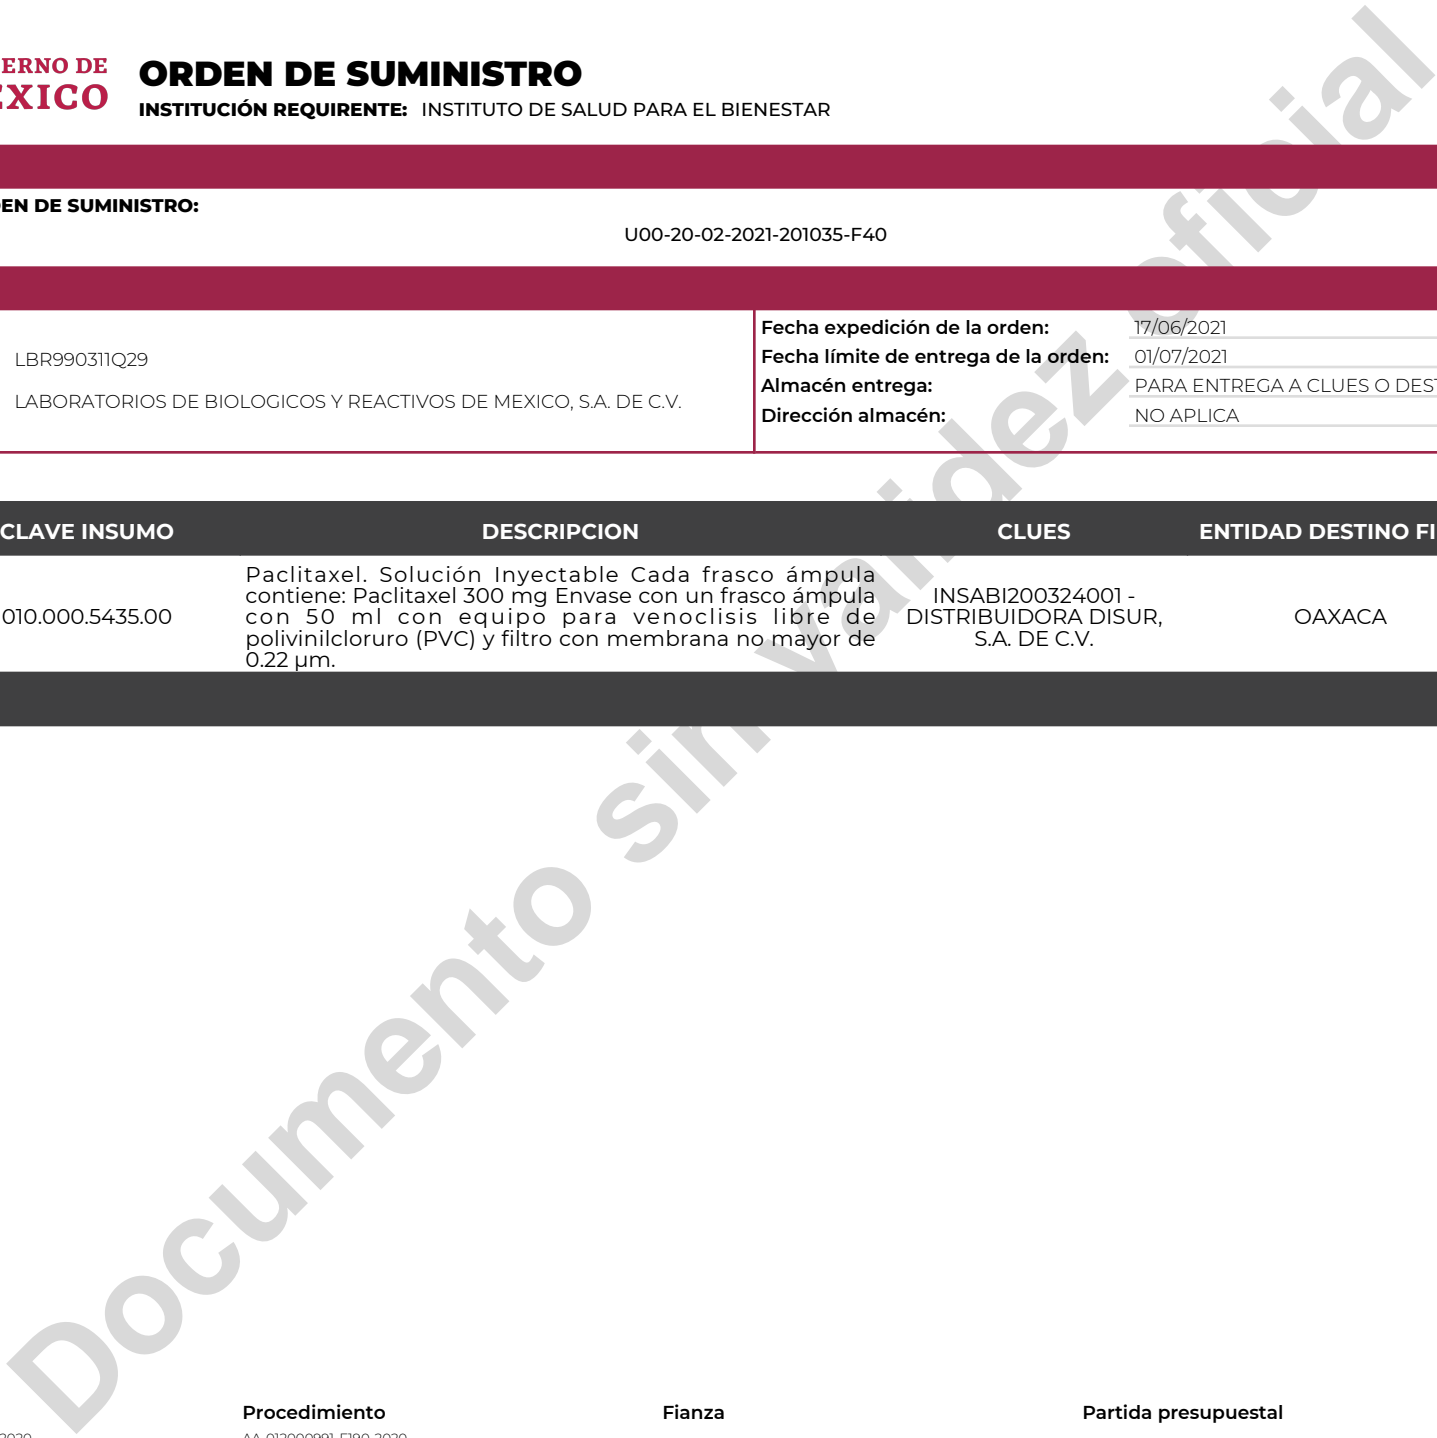 ERNO DE
ORDEN DE SUMINISTRO
EXICO
INSTITUCIÓN REQUIRENTE: INSTITUTO DE SALUD PARA EL BIENESTAR
EN DE SUMINISTRO:
U00-20-02-2021-201035-F40
LBR990311Q29
LABORATORIOS DE BIOLOGICOS Y REACTIVOS DE MEXICO, S.A. DE C.V.
Fecha expedición de la orden: 17/06/2021
Fecha límite de entrega de la orden: 01/07/2021
Almacén entrega: PARA ENTREGA A CLUES O DEST
Dirección almacén: NO APLICA
CLAVE INSUMO DESCRIPCION CLUES ENTIDAD DESTINO FI
010.000.5435.00
Paclitaxel. Solución Inyectable Cada frasco ámpula
contiene: Paclitaxel 300 mg Envase con un frasco ámpula
con 50 ml con equipo para venoclisis libre de
polivinilcloruro (PVC) y filtro con membrana no mayor de
0.22 µm.
INSABI200324001 -
DISTRIBUIDORA DISUR,
S.A. DE C.V.
OAXACA
Documento sin validez oficial
Procedimiento Fianza Partida presupuestal